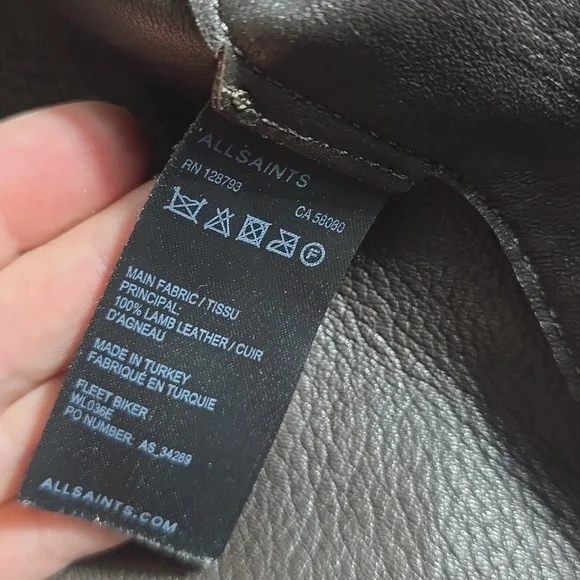 ALLSAINTS
RN 128793 CA 58080
F
MAIN FABRIC / TISSU
PRINCIPAL:
100% LAMB LEATHER / CUIR
D'AGNEAU
MADE IN TURKEY
FABRIQUÉ EN TURQUIE
FLEET BIKER
WL036E
PO NUMBER: AS_34289
ALLSAINTS.COM